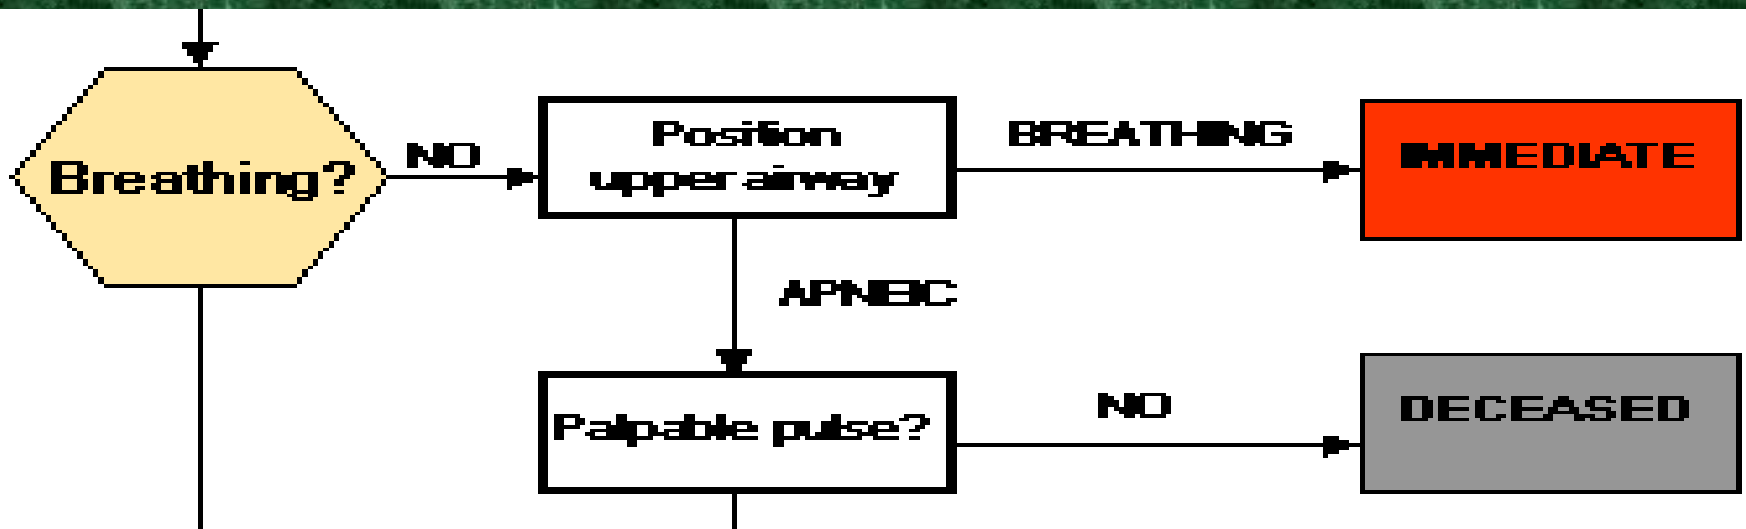 Breathing?
NO
Position
upper airway
BREATHING
IMMEDIATE
APNEIC
Palpable pulse?
NO
DECEASED